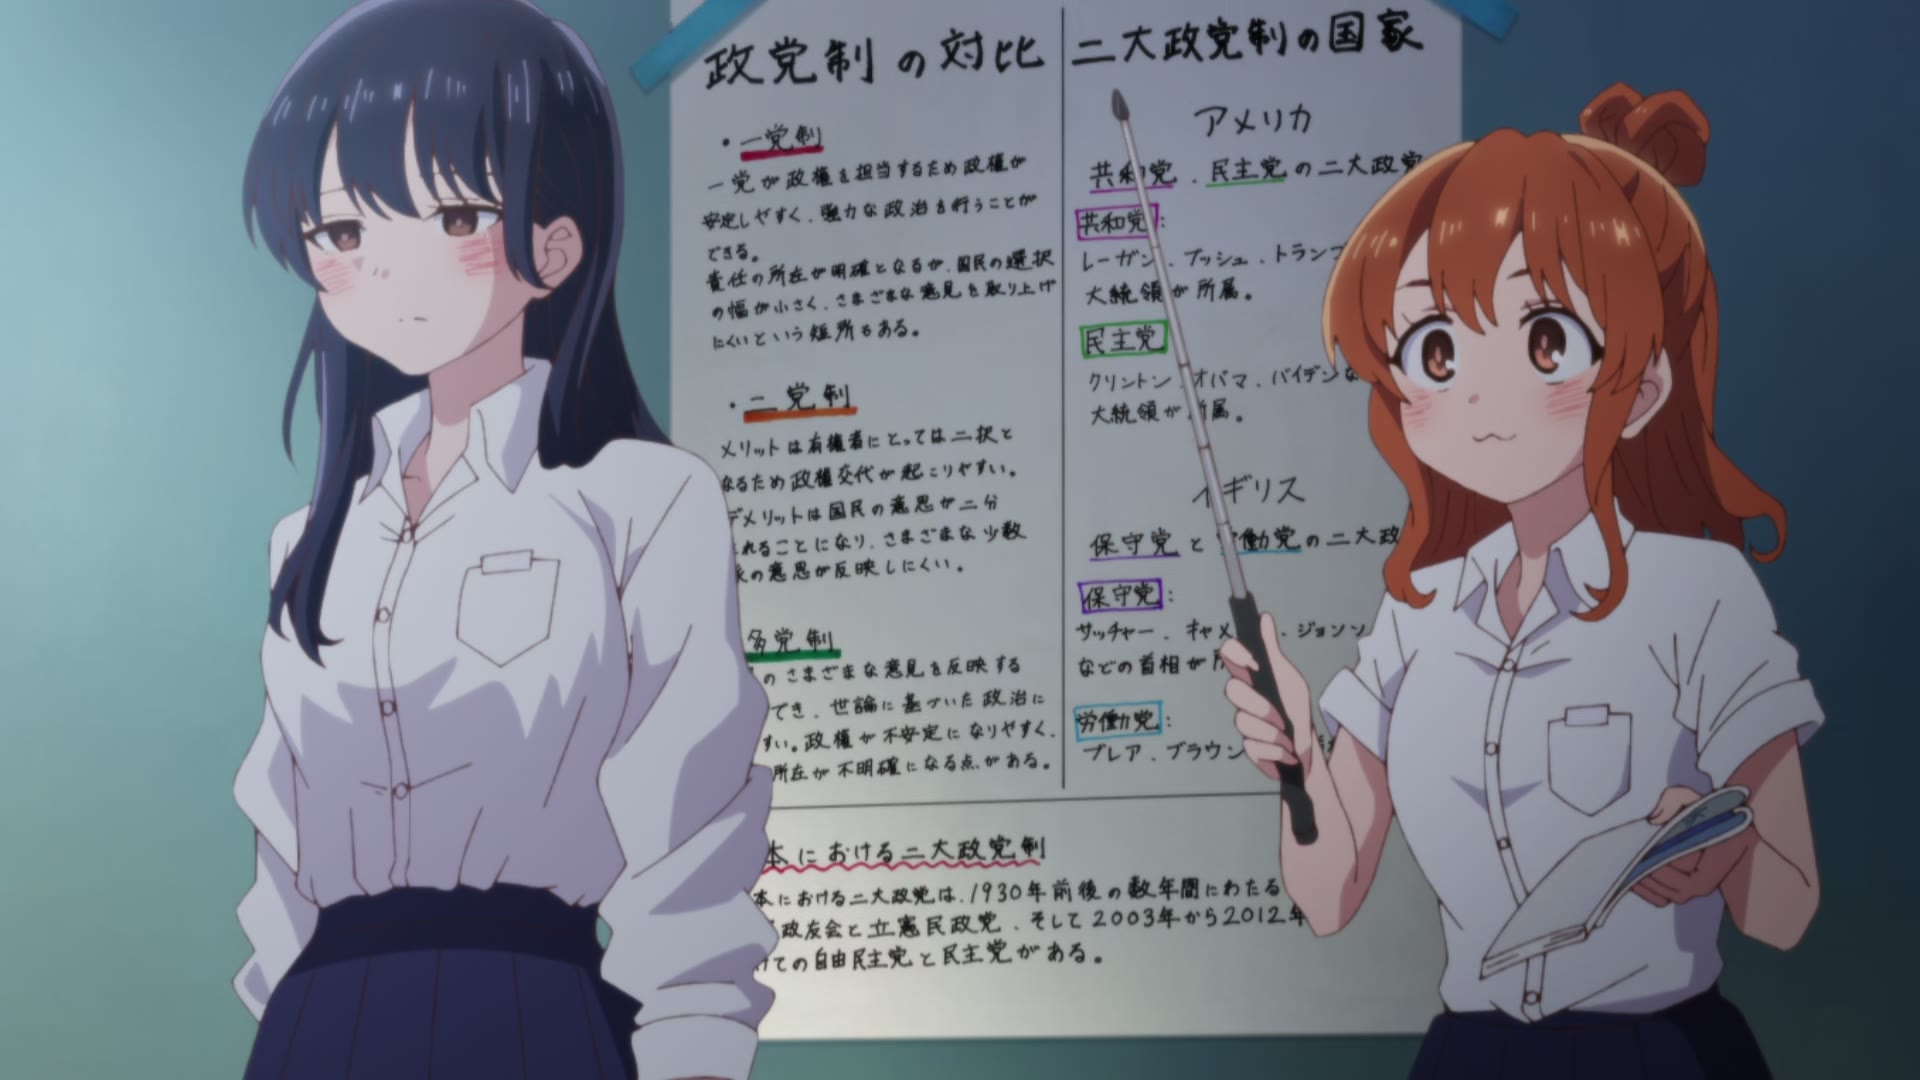 政党制の対比
・一党制
一党が政権を担当するため政権が
安定しやすく、強力な政治を行うことが
できる。
責任の所在が明確となるが、国民の選択
の幅が小さく、さまざまな意見を取り上げ
にくいという短所もある。
・二党制
メリットは有権者にとっては二択と
なるため政権交代が起こりやすい。
デメリットは国民の意思が二分
れることになり、さまざまな少数
の意思が反映しにくい。
多党制
のさまざまな意見を反映する
でき、世論に基づいた政治に
すい。政権が不安定になりやすく、
所在が不明確になる点がある。
二大政党制の国家
アメリカ
共和党、民主党の二大政党
共和党:
レーガン、ブッシュ、トランプ
大統領が所属。
民主党
クリントン、オバマ、バイデンな
大統領が所属。
イギリス
保守党と労働党の二大政
保守党:
サッチャー、キャメ、ジョンソン
などの首相が所
労働党:
ブレア、ブラウン
本における二大政党制
本における二大政党は、1930年前後の数年間にわたる
政友会と立憲民政党、そして2003年から2012年
けての自由民主党と民主党がある。